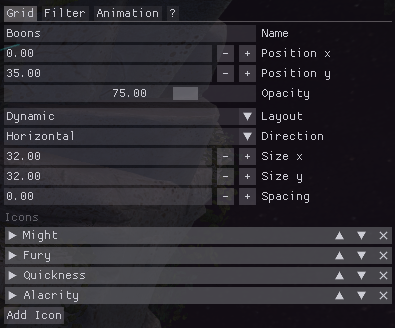 Grid Filter Animation ?
Boons Name
0.00 - + Position x
35.00 - + Position y
75.00 Opacity
Dynamic ▼ Layout
Horizontal ▼ Direction
32.00 - + Size x
32.00 - + Size y
0.00 - + Spacing
Icons
▶ Might ▲ ▼ ✕
▶ Fury ▲ ▼ ✕
▶ Quickness ▲ ▼ ✕
▶ Alacrity ▲ ▼ ✕
Add Icon